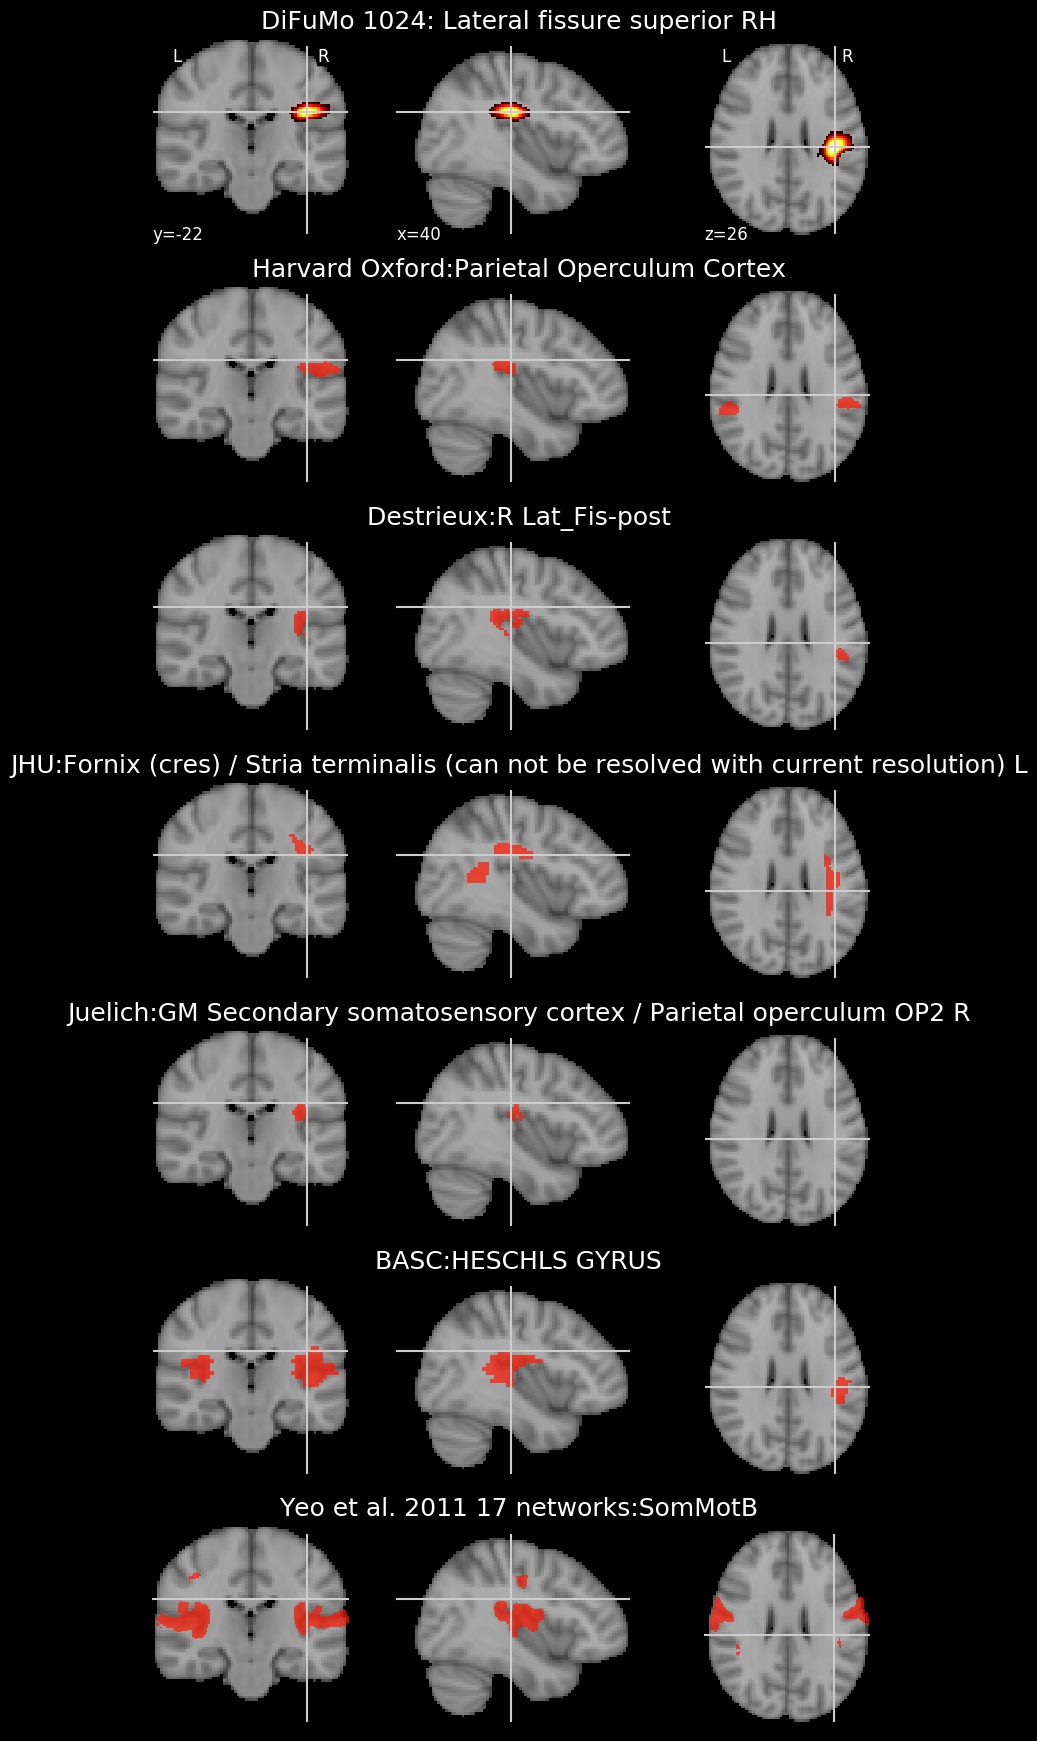 DiFuMo 1024: Lateral fissure superior RH
L R L R
y=-22 x=40 z=26
Harvard Oxford:Parietal Operculum Cortex
Destrieux:R Lat_Fis-post
JHU:Fornix (cres) / Stria terminalis (can not be resolved with current resolution) L
Juelich:GM Secondary somatosensory cortex / Parietal operculum OP2 R
BASC:HESCHLS GYRUS
Yeo et al. 2011 17 networks:SomMotB